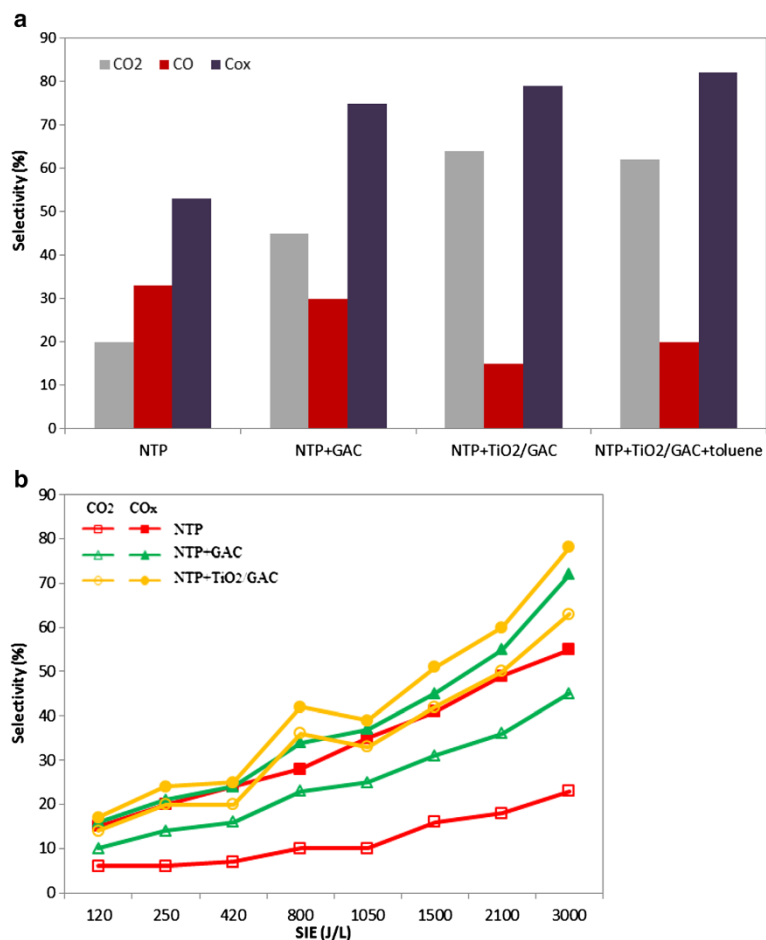 a
90
80
70
60
50
40
30
20
10
0
Selectivity (%)
CO2 CO Cox
NTP NTP+GAC NTP+TiO2/GAC NTP+TiO2/GAC+toluene
b
90
80
70
60
50
40
30
20
10
0
Selectivity (%)
CO2 COx
NTP
NTP+GAC
NTP+TiO2/GAC
120 250 420 800 1050 1500 2100 3000
SIE (J/L)